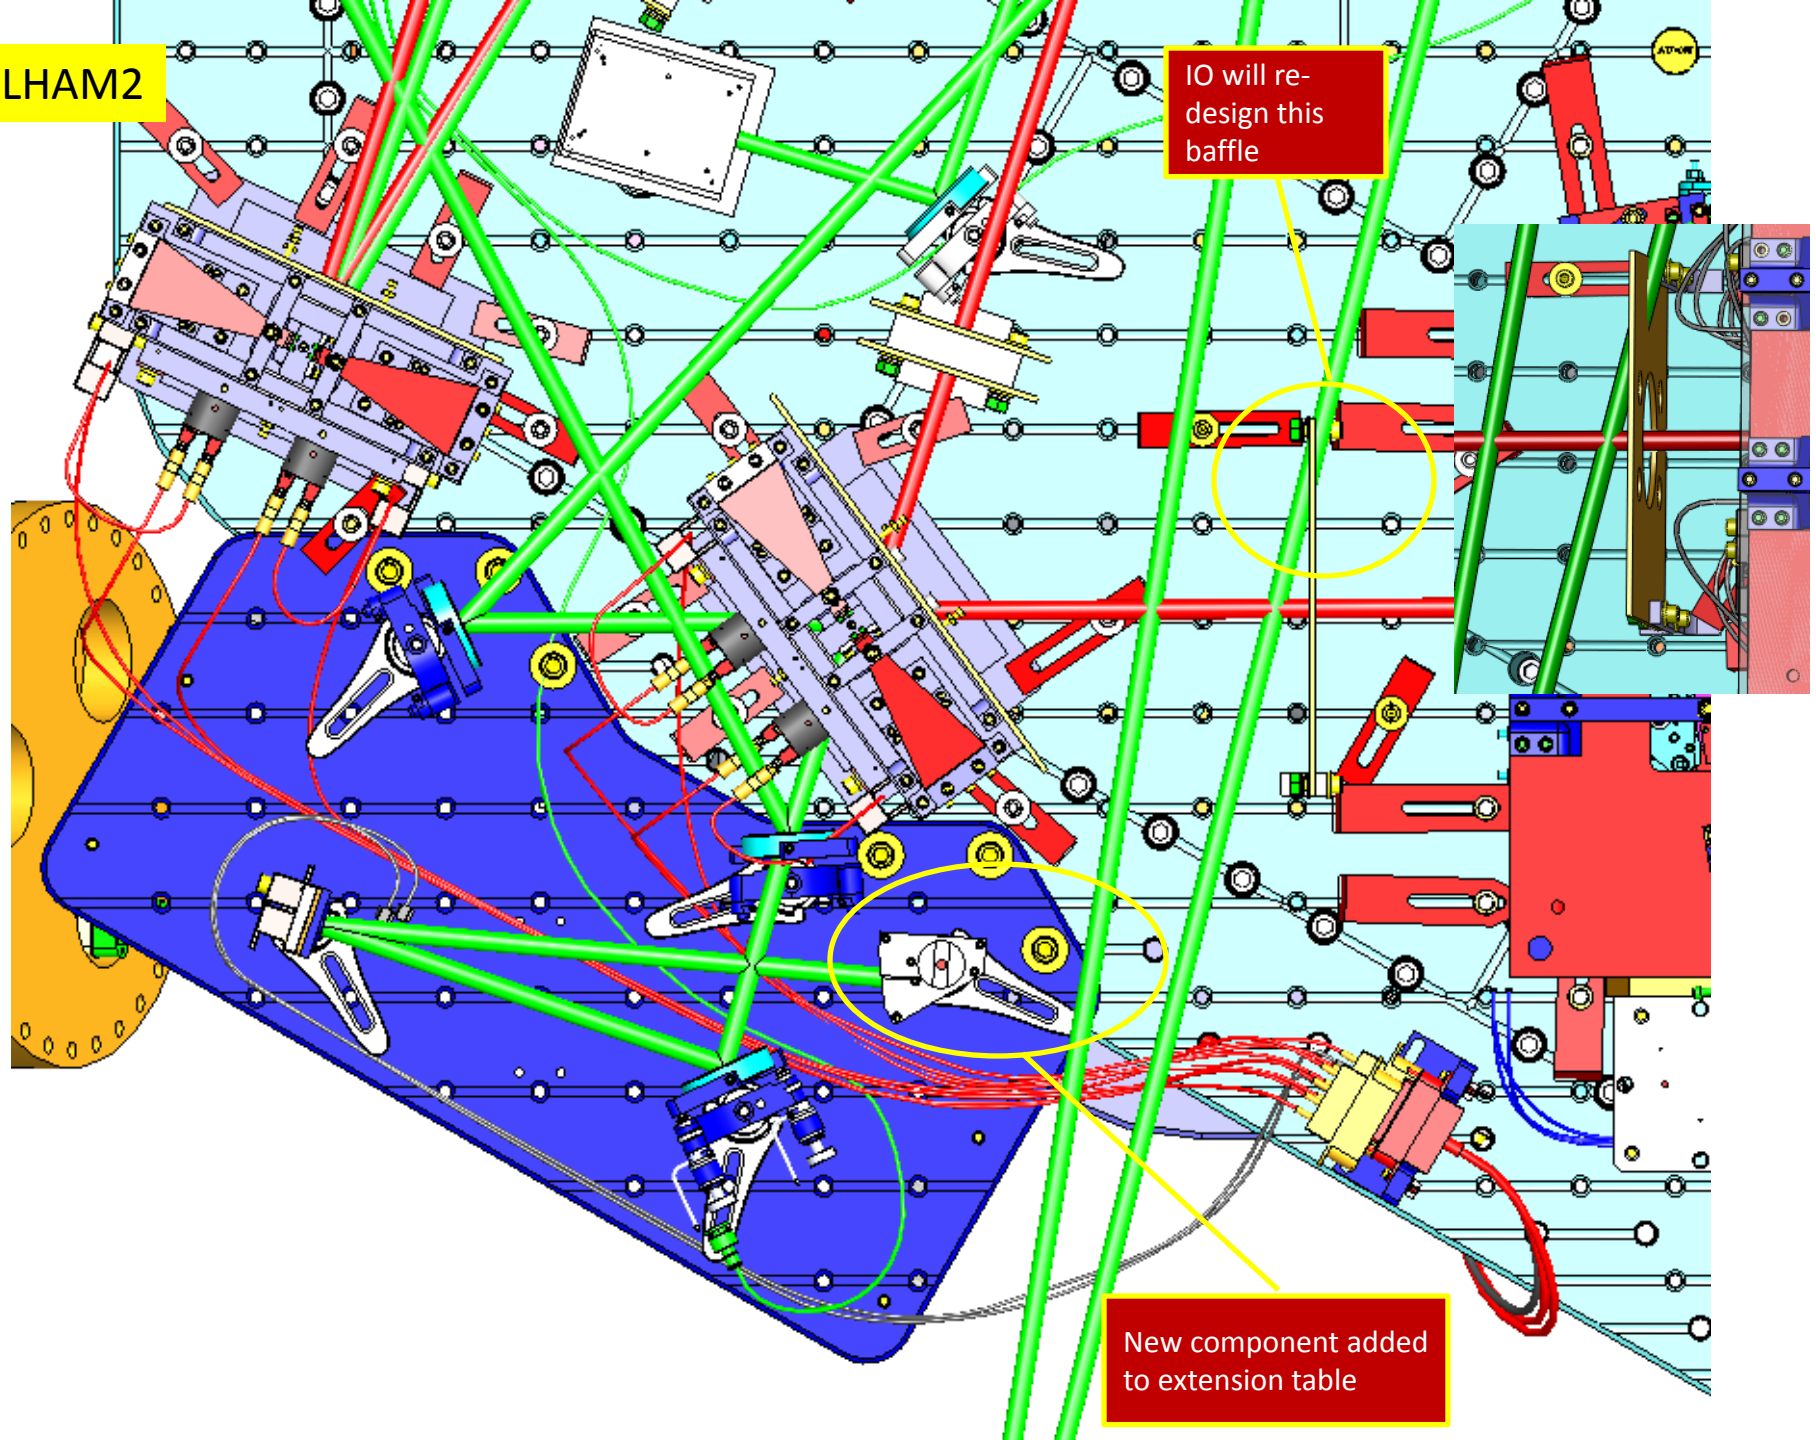 LHAM2
IO will re-
design this
baffle
New component added
to extension table